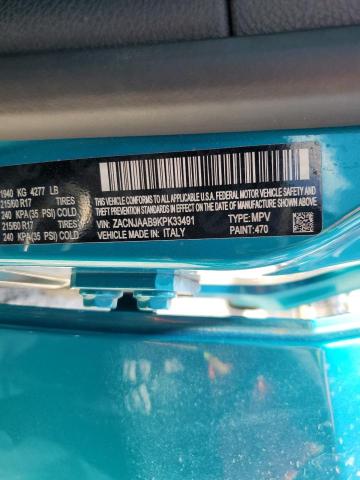 1940 KG 4277 LB
215/60 R17 TIRES
240 KPA(35 PSI) COLD
215/60 R17 TIRES
240 KPA(35 PSI) COLD
THIS VEHICLE CONFORMS TO ALL APPLICABLE U.S.A. FEDERAL MOTOR VEHICLE
SAFETY, BUMPER, AND THEFT PREVENTION STANDARDS IN EFFECT ON THE DATE OF MANUFACTURE SHOWN ABOVE.
VIN: ZACNJAAB9KPK33491 TYPE: MPV
VEHICLE MADE IN: ITALY PAINT: 470